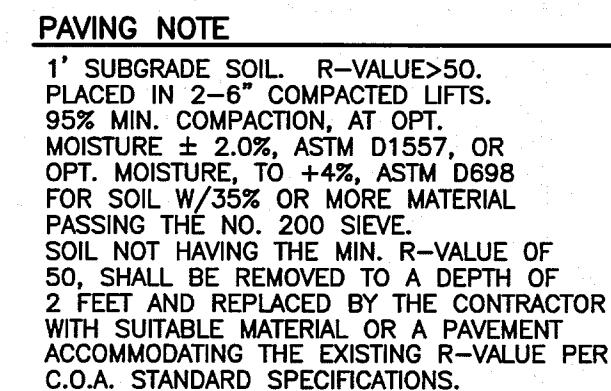 PAVING NOTE
1' SUBGRADE SOIL. R-VALUE>50.
PLACED IN 2-6" COMPACTED LIFTS.
95% MIN. COMPACTION, AT OPT.
MOISTURE ± 2.0%, ASTM D1557, OR
OPT. MOISTURE, TO +4%, ASTM D698
FOR SOIL W/35% OR MORE MATERIAL
PASSING THE NO. 200 SIEVE.
SOIL NOT HAVING THE MIN. R-VALUE OF
50, SHALL BE REMOVED TO A DEPTH OF
2 FEET AND REPLACED BY THE CONTRACTOR
WITH SUITABLE MATERIAL OR A PAVEMENT
ACCOMMODATING THE EXISTING R-VALUE PER
C.O.A. STANDARD SPECIFICATIONS.